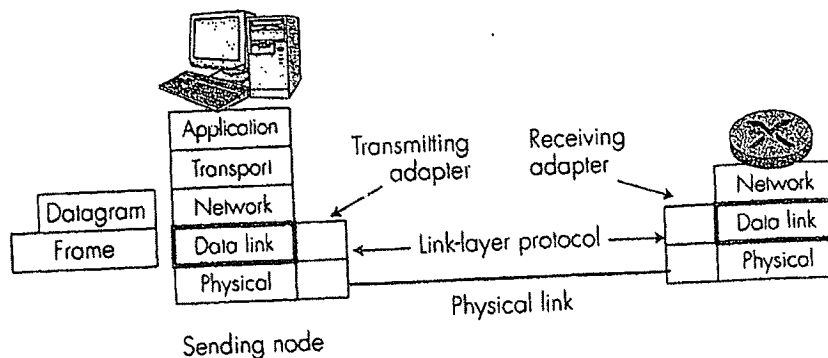 Application
Transport
Network
Data link
Physical
Datagram
Frame
Transmitting
adapter
Receiving
adapter
Link-layer protocol
Physical link
Network
Data link
Physical
Sending node